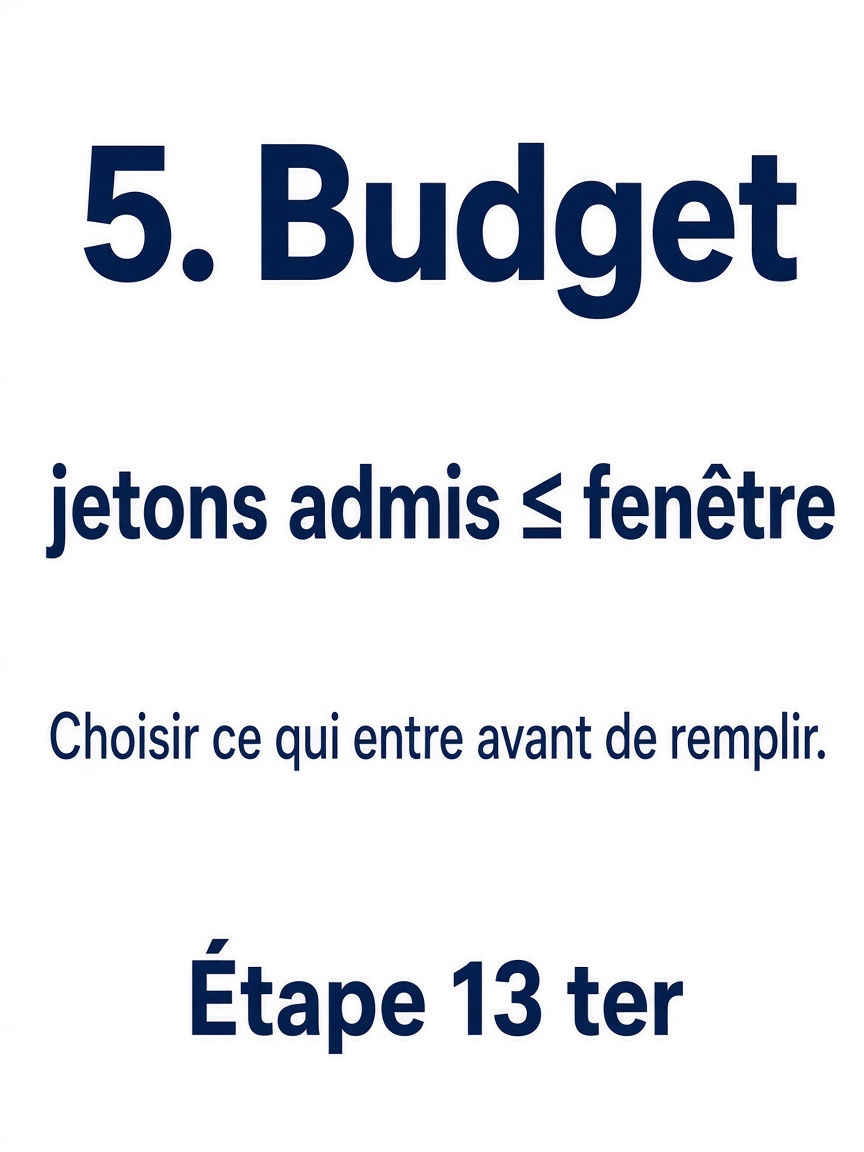 5. Budget
jetons admis ≤ fenêtre
Choisir ce qui entre avant de remplir.
Étape 13 ter